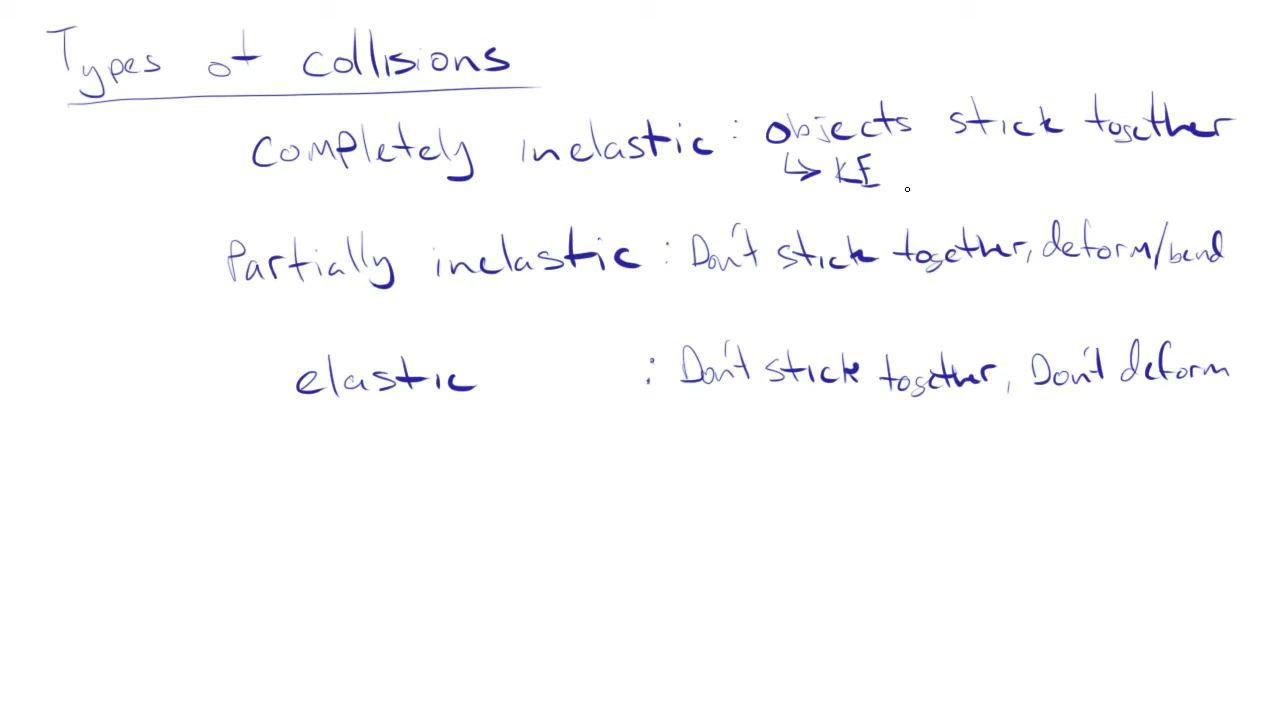 Types of collisions
completely inelastic : objects stick together
↳ KE
Partially inelastic : Don't stick together, deform/bend
elastic : Don't stick together, Don't deform